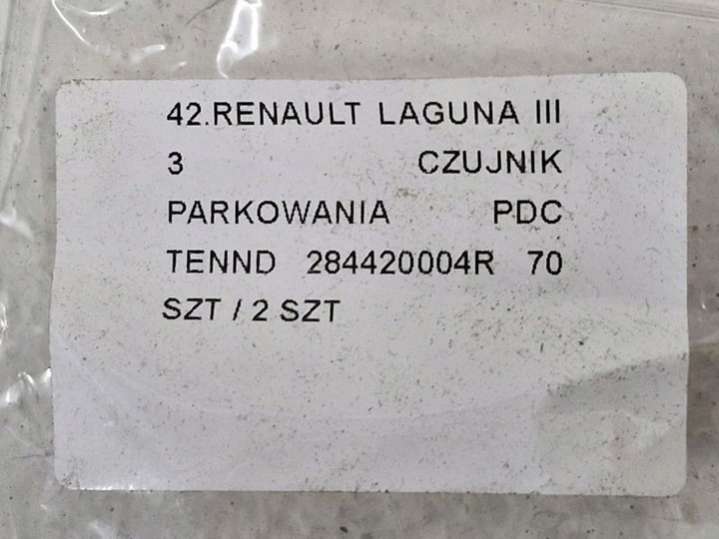 42.RENAULT LAGUNA III
3 CZUJNIK
PARKOWANIA PDC
TENND 284420004R 70
SZT / 2 SZT